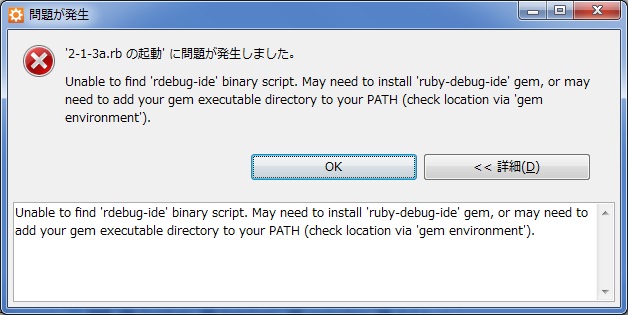 問題が発生
'2-1-3a.rb の起動' に問題が発生しました。
Unable to find 'rdebug-ide' binary script. May need to install 'ruby-debug-ide' gem, or may
need to add your gem executable directory to your PATH (check location via 'gem
environment').
OK
<< 詳細(D)
Unable to find 'rdebug-ide' binary script. May need to install 'ruby-debug-ide' gem, or may need to
add your gem executable directory to your PATH (check location via 'gem environment').